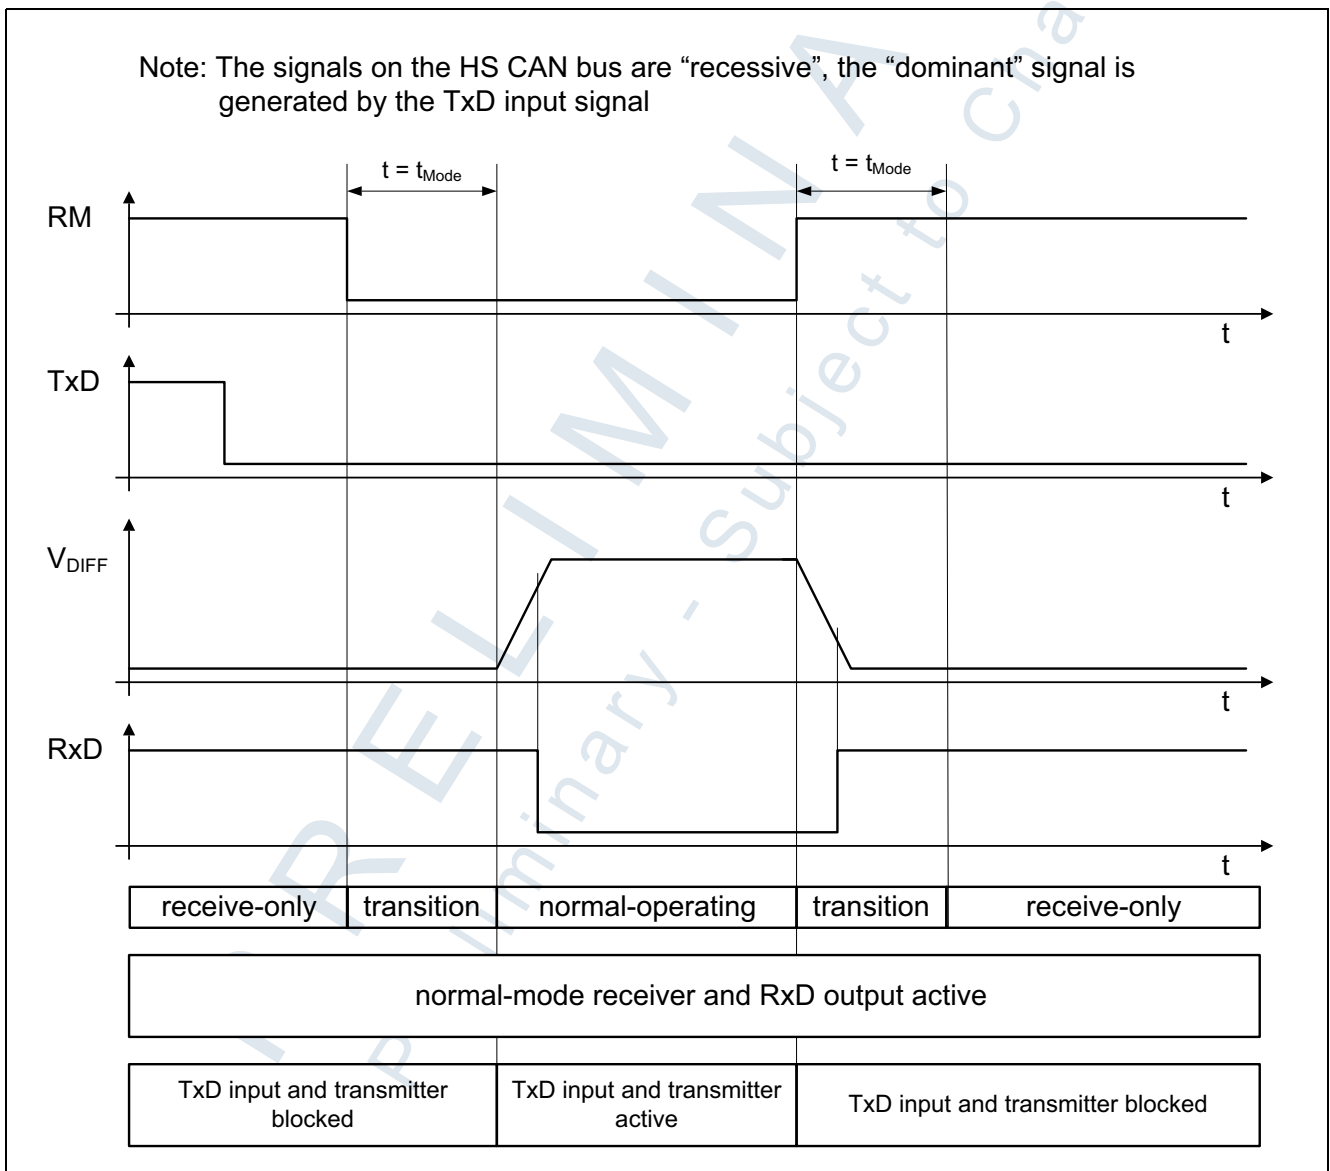 Note: The signals on the HS CAN bus are “recessive”, the “dominant” signal is
generated by the TxD input signal
t = tMode
t = tMode
RM
t
TxD
t
VDIFF
t
RxD
t
receive-only
transition
normal-operating
transition
receive-only
normal-mode receiver and RxD output active
TxD input and transmitter
blocked
TxD input and transmitter
active
TxD input and transmitter blocked